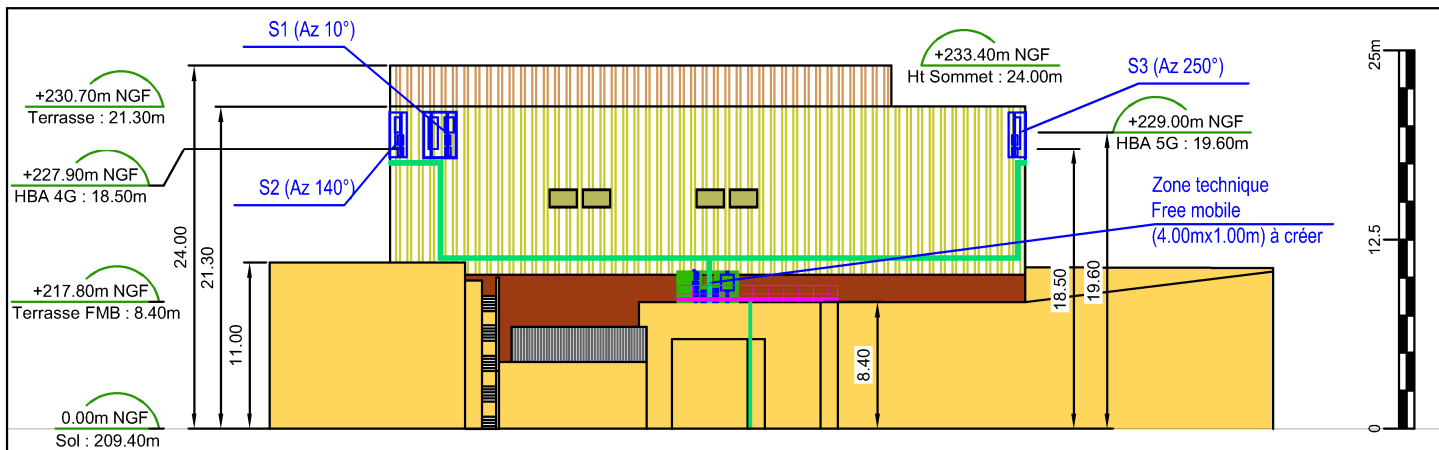 S1 (Az 10°)
+233.40m NGF
Ht Sommet : 24.00m
S3 (Az 250°)
25m
+230.70m NGF
Terrasse : 21.30m
+229.00m NGF
HBA 5G : 19.60m
+227.90m NGF
HBA 4G : 18.50m
S2 (Az 140°)
Zone technique
Free mobile
(4.00mx1.00m) à créer
12.5
24.00
21.30
+217.80m NGF
Terrasse FMB : 8.40m
11.00
18.50
19.60
8.40
0.00m NGF
Sol : 209.40m
0